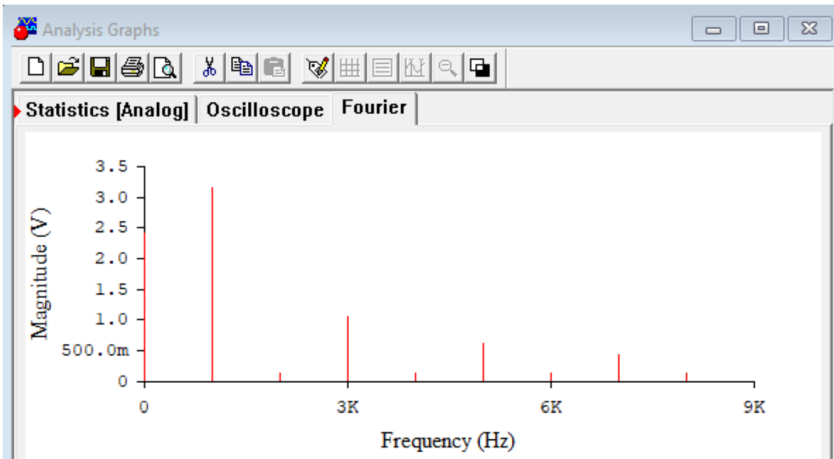 Analysis Graphs
Statistics [Analog] Oscilloscope Fourier
Magnitude (V)
3.5
3.0
2.5
2.0
1.5
1.0
500.0m
0
0 3K 6K 9K
Frequency (Hz)